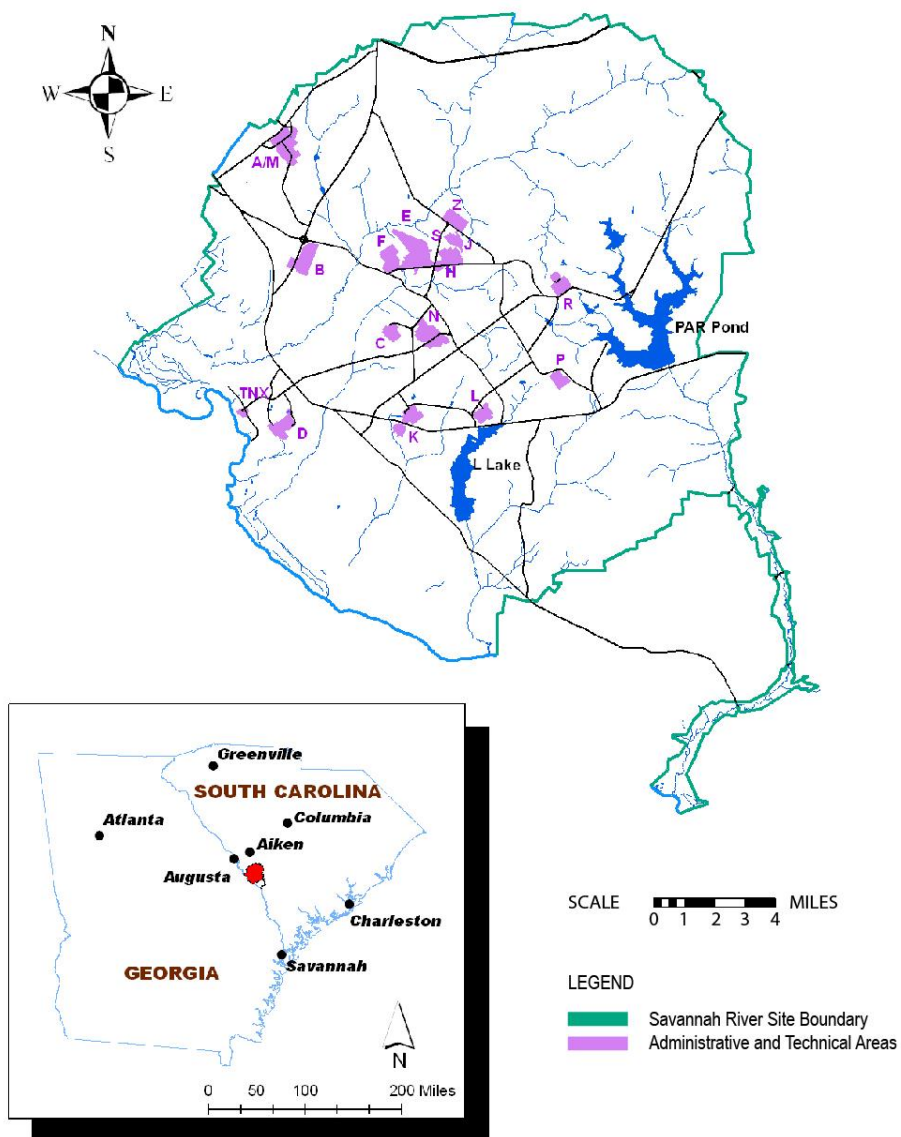 N
W E
S
A/M
Z
E
S
F
J
B
H
R
N
PAR Pond
C
P
TNX
L
D
K
L Lake
Greenville
SOUTH CAROLINA
Atlanta
Columbia
Aiken
Augusta
Charleston
Savannah
GEORGIA
N
0 50 100 200 Miles
SCALE MILES
0 1 2 3 4
LEGEND
Savannah River Site Boundary
Administrative and Technical Areas